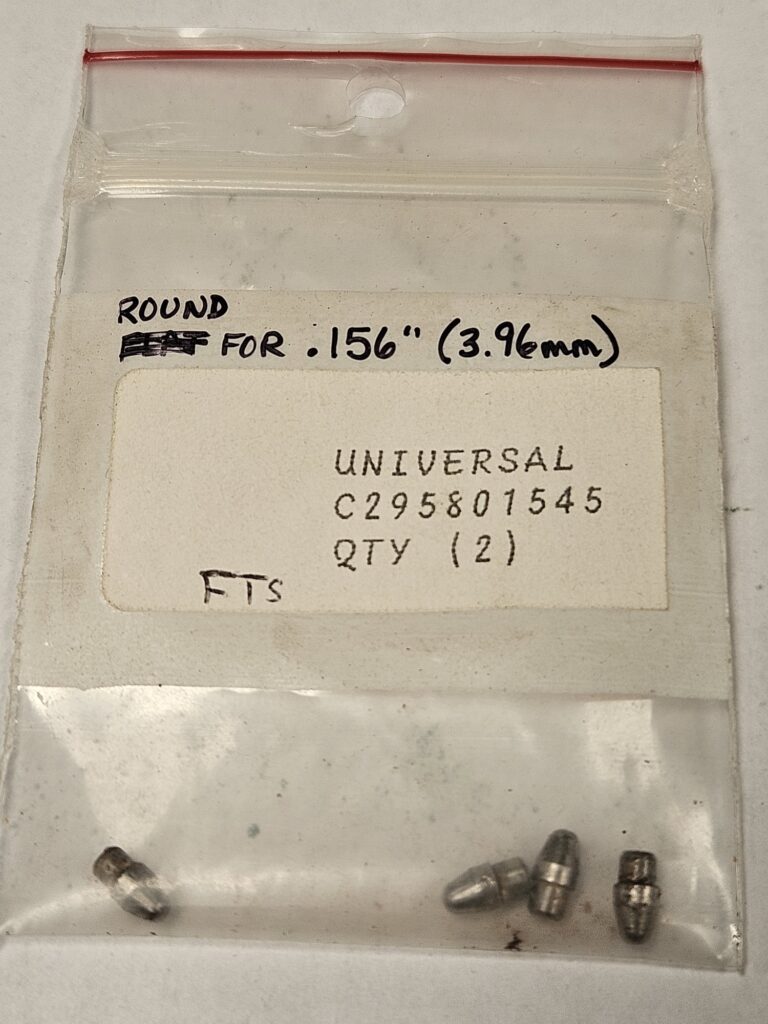 ROUND
FOR .156" (3.96mm)
UNIVERSAL
C295801545
QTY (2)
FTS